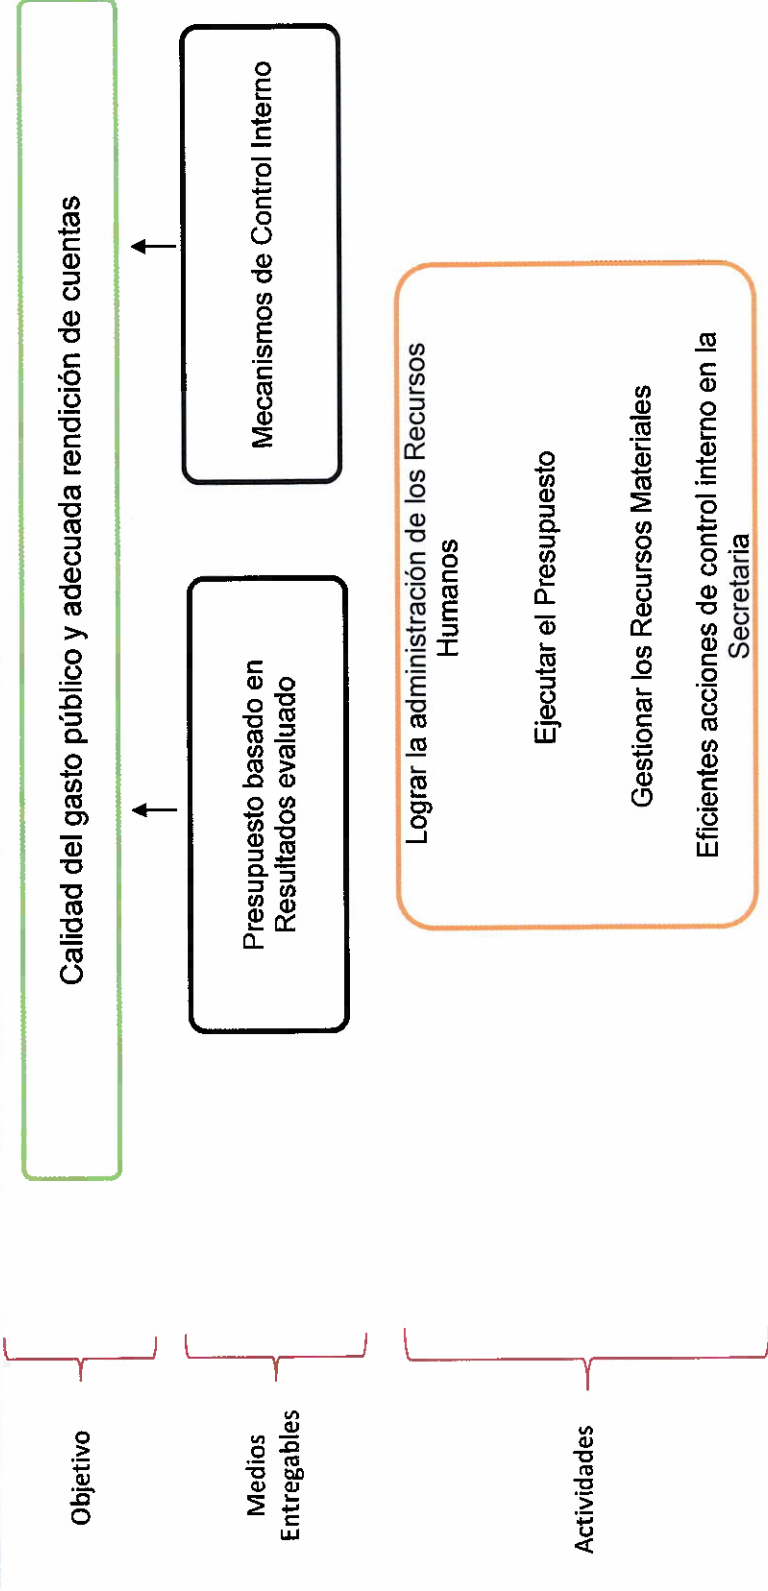 Objetivo
Calidad del gasto público y adecuada rendición de cuentas
Medios
Entregables
Presupuesto basado en
Resultados evaluado
Mecanismos de Control Interno
Actividades
Lograr la administración de los Recursos
Humanos
Ejecutar el Presupuesto
Gestionar los Recursos Materiales
Eficientes acciones de control interno en la
Secretaria